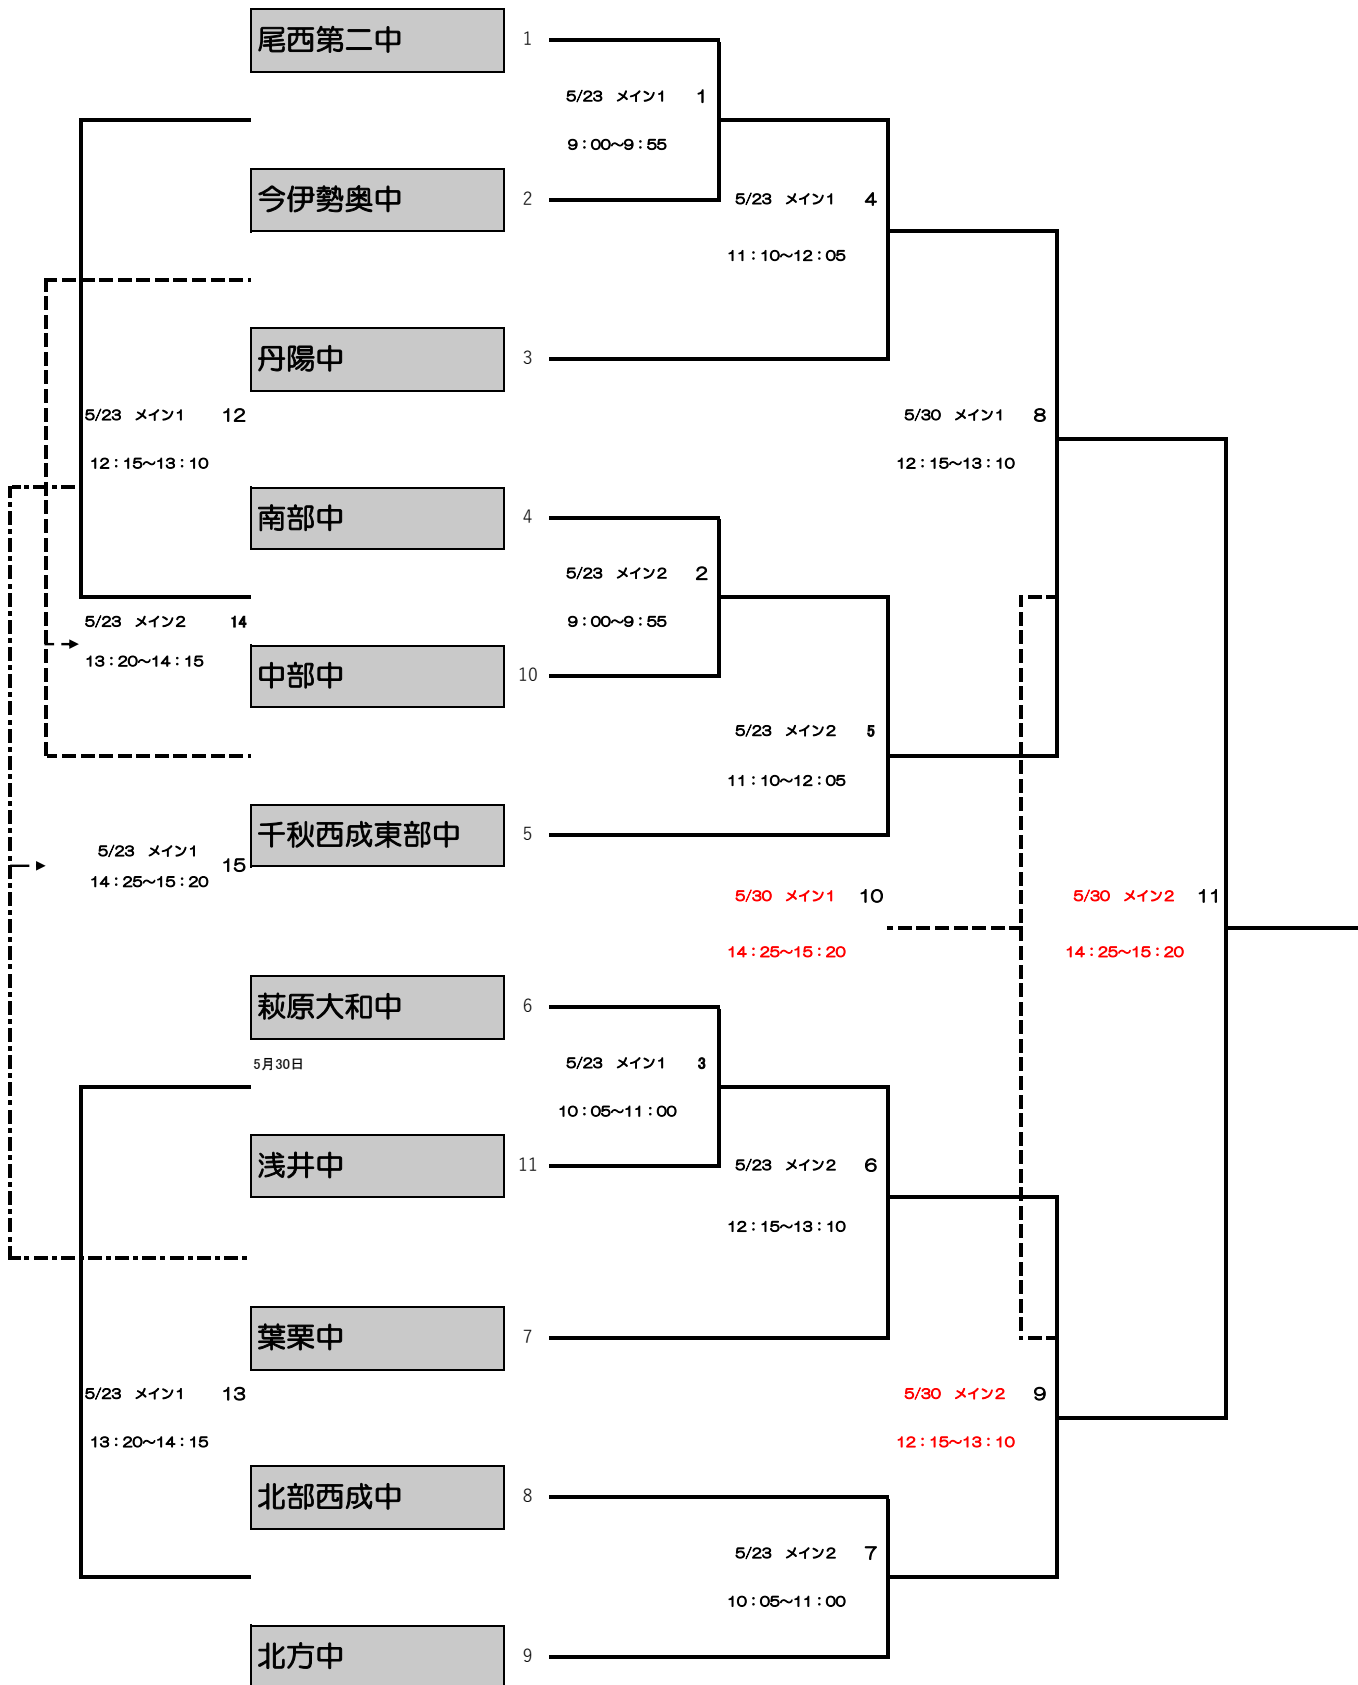 尾西第二中 1
5/23 メイン1 1
9:00～9:55
今伊勢奥中 2
5/23 メイン1 4
11:10～12:05
丹陽中 3
5/23 メイン1 12
5/30 メイン1 8
12:15～13:10
12:15～13:10
南部中 4
5/23 メイン2 2
9:00～9:55
5/23 メイン2 14
13:20～14:15
中部中 10
5/23 メイン2 5
11:10～12:05
千秋西成東部中 5
5/23 メイン1 15
14:25～15:20
5/30 メイン1 10
5/30 メイン2 11
14:25～15:20
14:25～15:20
萩原大和中 6
5月30日
5/23 メイン1 3
10:05～11:00
浅井中 11
5/23 メイン2 6
12:15～13:10
葉栗中 7
5/23 メイン1 13
5/30 メイン2 9
13:20～14:15
12:15～13:10
北部西成中 8
5/23 メイン2 7
10:05～11:00
北方中 9